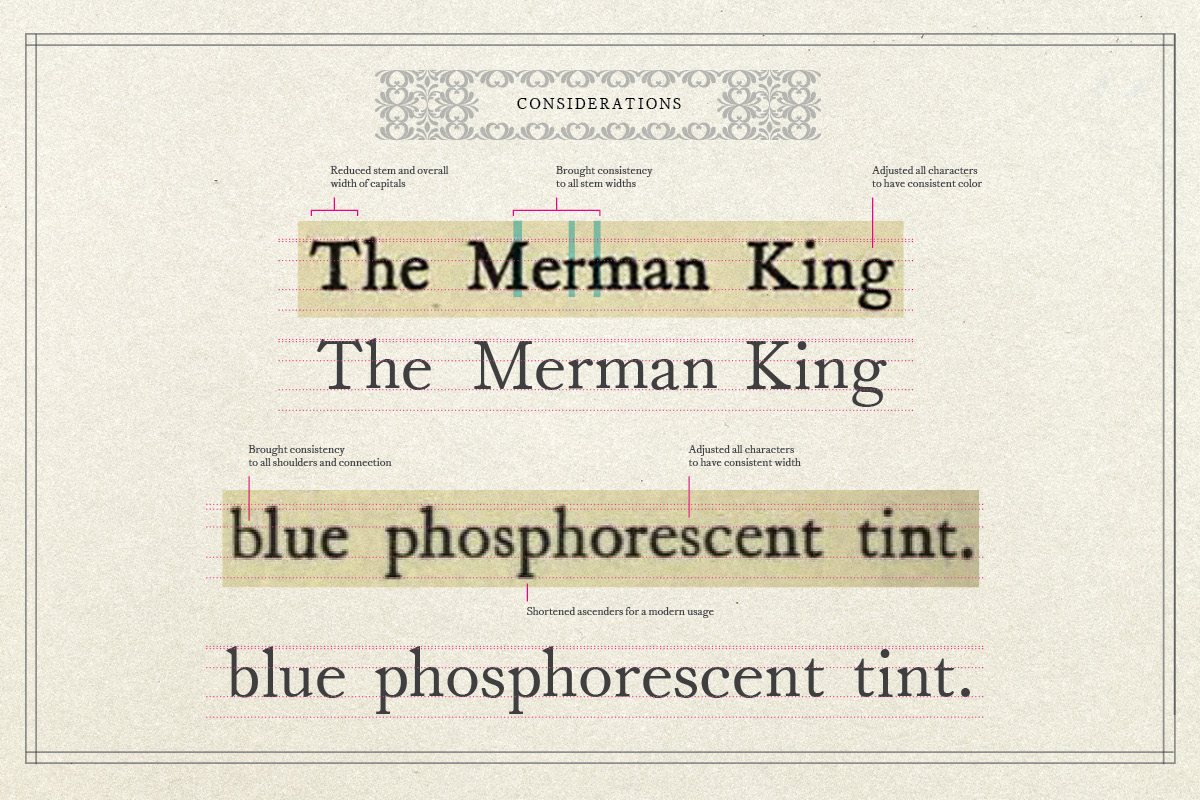 CONSIDERATIONS
Reduced stem and overall
width of capitals
Brought consistency
to all stem widths
Adjusted all characters
to have consistent color
The Merman King
The Merman King
Brought consistency
to all shoulders and connection
Adjusted all characters
to have consistent width
blue phosphorescent tint.
Shortened ascenders for a modern usage
blue phosphorescent tint.